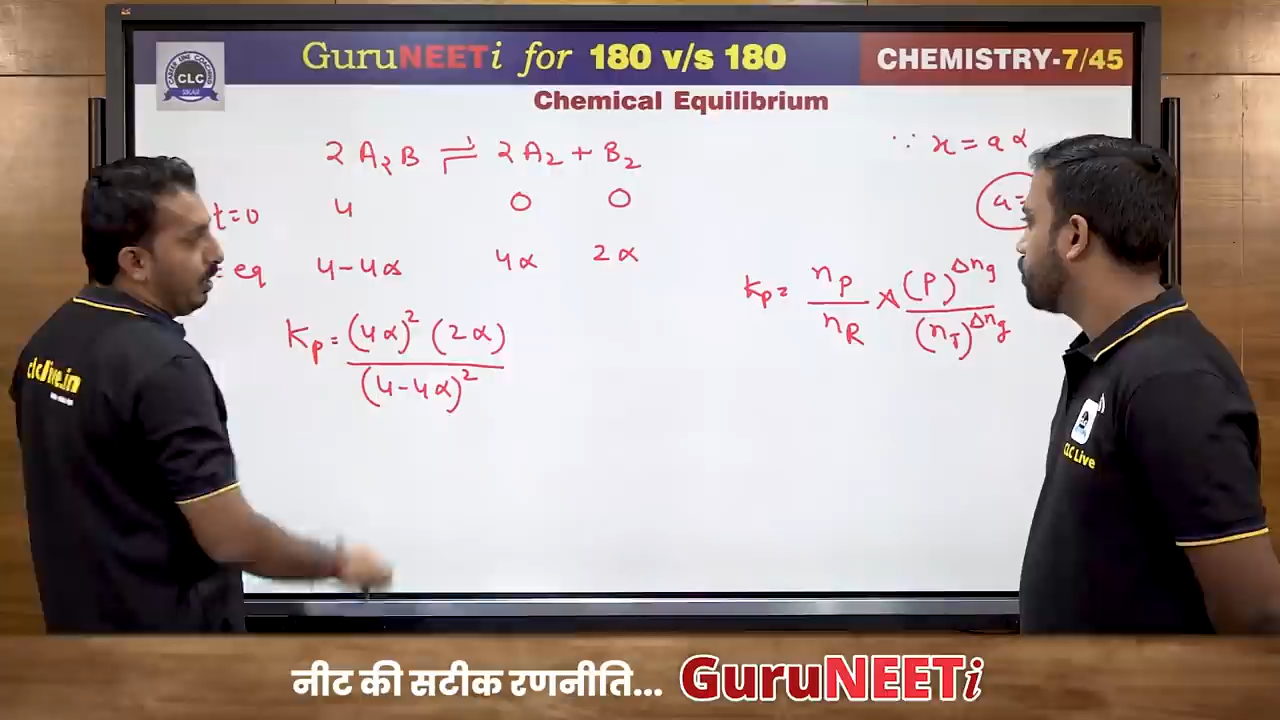 GuruNEETi for 180 v/s 180
CHEMISTRY-7/45
CLC
SIKAR
Chemical Equilibrium
2 A₂B ⇌ 2A₂ + B₂
∵ x = aα
t=0 4 0 0
a=
eq 4-4α 4α 2α
Kp = nP / nR × (P)^Δng / (nT)^Δng
Kp = (4α)² (2α) / (4-4α)²
clclive.in
CLC Live
नीट की सटीक रणनीति... GuruNEETi